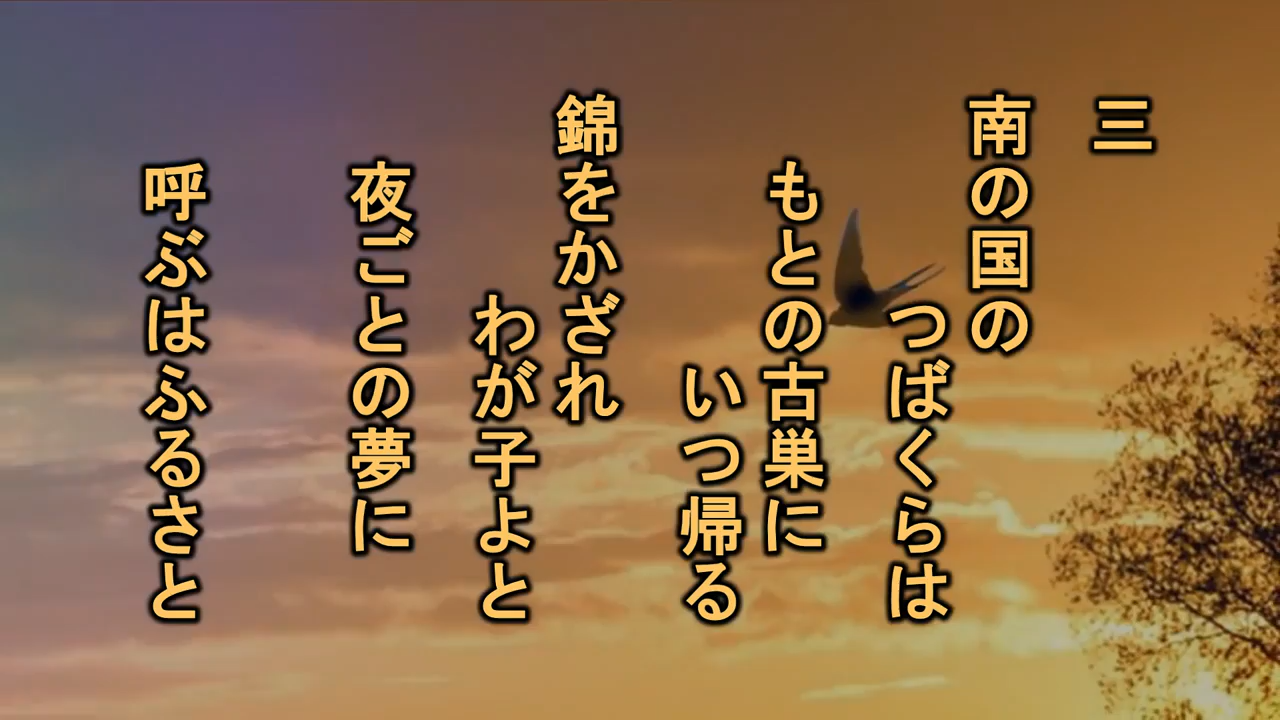 三
南の国の
つばくらは
もとの古巣に
いつ帰る
錦をかざれ
わが子よと
夜ごとの夢に
呼ぶはふるさと